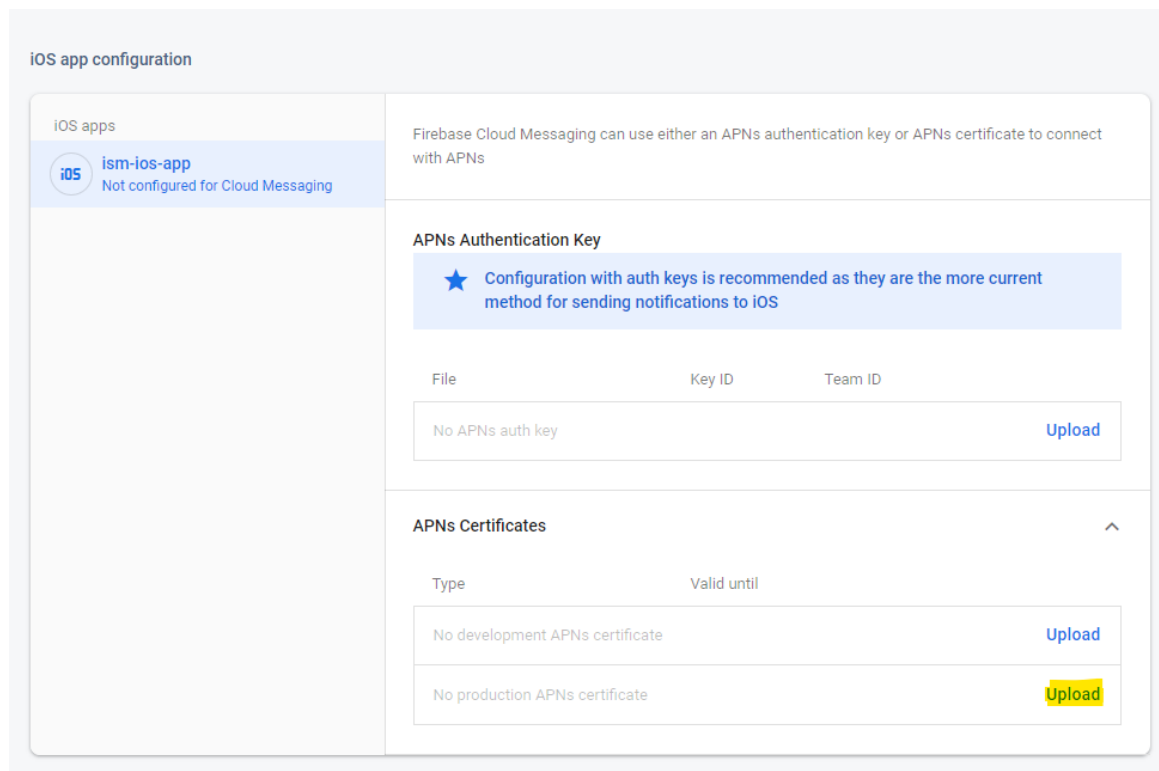 iOS app configuration
iOS apps
iOS
ism-ios-app
Not configured for Cloud Messaging
Firebase Cloud Messaging can use either an APNs authentication key or APNs certificate to connect
with APNs
APNs Authentication Key
Configuration with auth keys is recommended as they are the more current
method for sending notifications to iOS
File Key ID Team ID
No APNs auth key Upload
APNs Certificates
Type Valid until
No development APNs certificate Upload
No production APNs certificate Upload